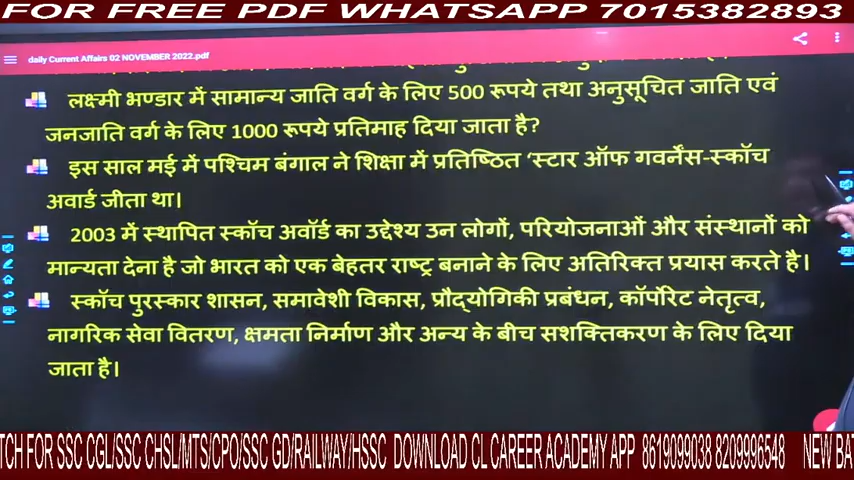 FOR FREE PDF WHATSAPP 7015382893
daily Current Affairs 02 NOVEMBER 2022.pdf
लक्ष्मी भण्डार में सामान्य जाति वर्ग के लिए 500 रूपये तथा अनुसूचित जाति एवं
जनजाति वर्ग के लिए 1000 रूपये प्रतिमाह दिया जाता है?
इस साल मई में पश्चिम बंगाल ने शिक्षा में प्रतिष्ठित 'स्टार ऑफ गवर्नेंस-स्कॉच
अवार्ड जीता था।
2003 में स्थापित स्कॉच अवॉर्ड का उद्देश्य उन लोगों, परियोजनाओं और संस्थानों को
मान्यता देना है जो भारत को एक बेहतर राष्ट्र बनाने के लिए अतिरिक्त प्रयास करते है।
स्कॉच पुरस्कार शासन, समावेशी विकास, प्रौद्योगिकी प्रबंधन, कॉर्पोरेट नेतृत्व,
नागरिक सेवा वितरण, क्षमता निर्माण और अन्य के बीच सशक्तिकरण के लिए दिया
जाता है।
TCH FOR SSC CGL/SSC CHSL/MTS/CPO/SSC GD/RAILWAY/HSSC DOWNLOAD CL CAREER ACADEMY APP 8619099038 8209996548 NEW BA